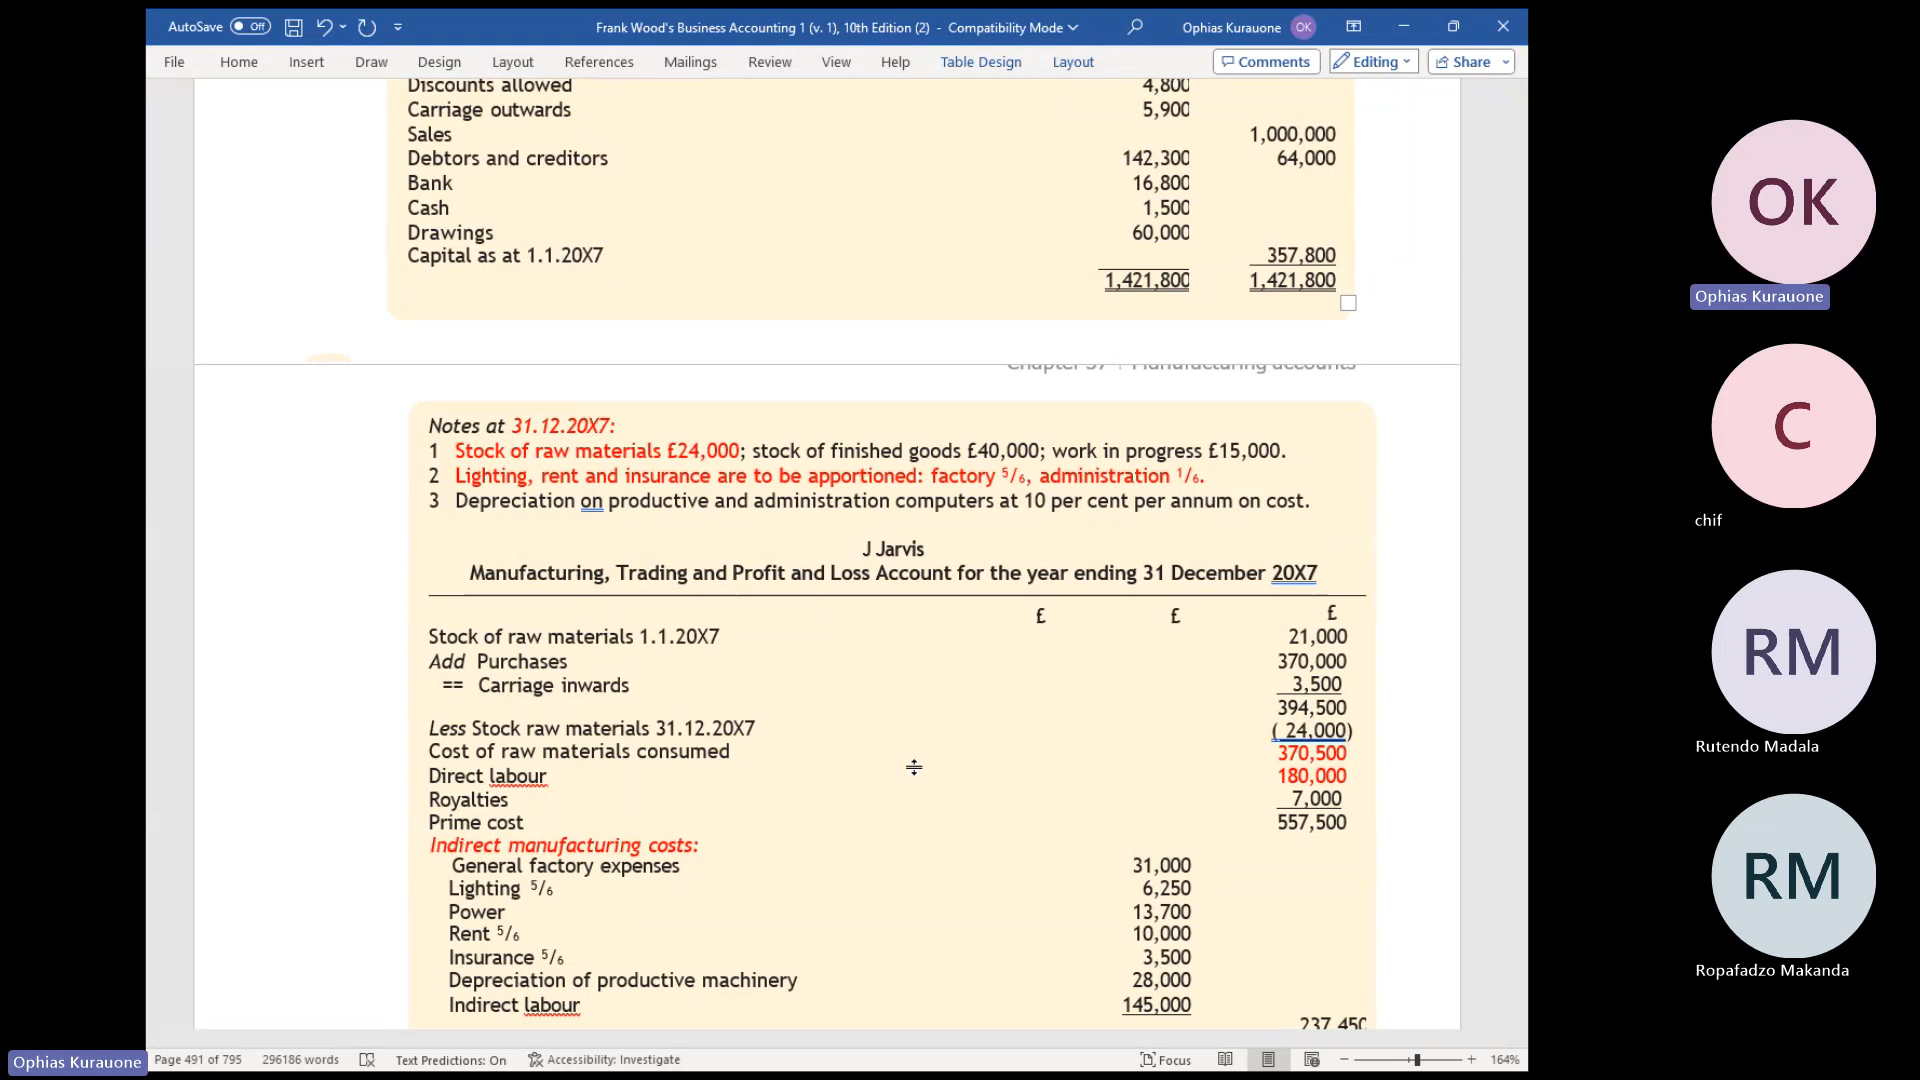 AutoSave Off Frank Wood's Business Accounting 1 (v. 1), 10th Edition (2) - Compatibility Mode Ophias Kurauone OK
File Home Insert Draw Design Layout References Mailings Review View Help Table Design Layout Comments Editing Share
Discounts allowed 4,800
Carriage outwards 5,900
Sales 1,000,000
Debtors and creditors 142,300 64,000
Bank 16,800
Cash 1,500
Drawings 60,000
Capital as at 1.1.20X7 357,800
1,421,800 1,421,800
Chapter 37 Manufacturing accounts
Notes at 31.12.20X7:
1 Stock of raw materials £24,000; stock of finished goods £40,000; work in progress £15,000.
2 Lighting, rent and insurance are to be apportioned: factory 5/6, administration 1/6.
3 Depreciation on productive and administration computers at 10 per cent per annum on cost.
J Jarvis
Manufacturing, Trading and Profit and Loss Account for the year ending 31 December 20X7
£ £ £
Stock of raw materials 1.1.20X7 21,000
Add Purchases 370,000
== Carriage inwards 3,500
394,500
Less Stock raw materials 31.12.20X7 ( 24,000)
Cost of raw materials consumed 370,500
Direct labour 180,000
Royalties 7,000
Prime cost 557,500
Indirect manufacturing costs:
General factory expenses 31,000
Lighting 5/6 6,250
Power 13,700
Rent 5/6 10,000
Insurance 5/6 3,500
Depreciation of productive machinery 28,000
Indirect labour 145,000
237,450
Page 491 of 795 296186 words Text Predictions: On Accessibility: Investigate Focus 164%
Ophias Kurauone
OK
Ophias Kurauone
C
chif
RM
Rutendo Madala
RM
Ropafadzo Makanda